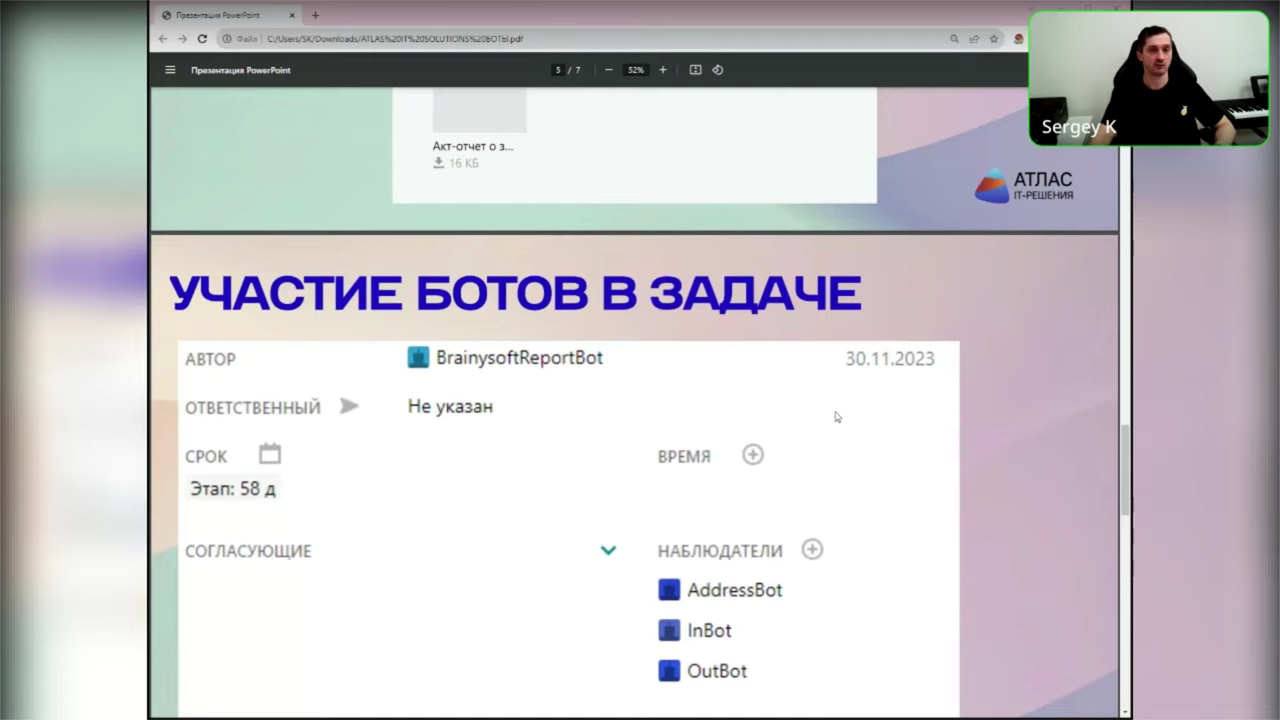 Презентация PowerPoint
Файл
C:/Users/SK/Downloads/ATLAS%20IT%20SOLUTIONS%20БОТЫ.pdf
Презентация PowerPoint
5 / 7
52%
Sergey K
Акт-отчет о з...
16 КБ
АТЛАС
IT-РЕШЕНИЯ
УЧАСТИЕ БОТОВ В ЗАДАЧЕ
АВТОР
BrainysoftReportBot
30.11.2023
ОТВЕТСТВЕННЫЙ
Не указан
СРОК
ВРЕМЯ
Этап: 58 д
СОГЛАСУЮЩИЕ
НАБЛЮДАТЕЛИ
AddressBot
InBot
OutBot